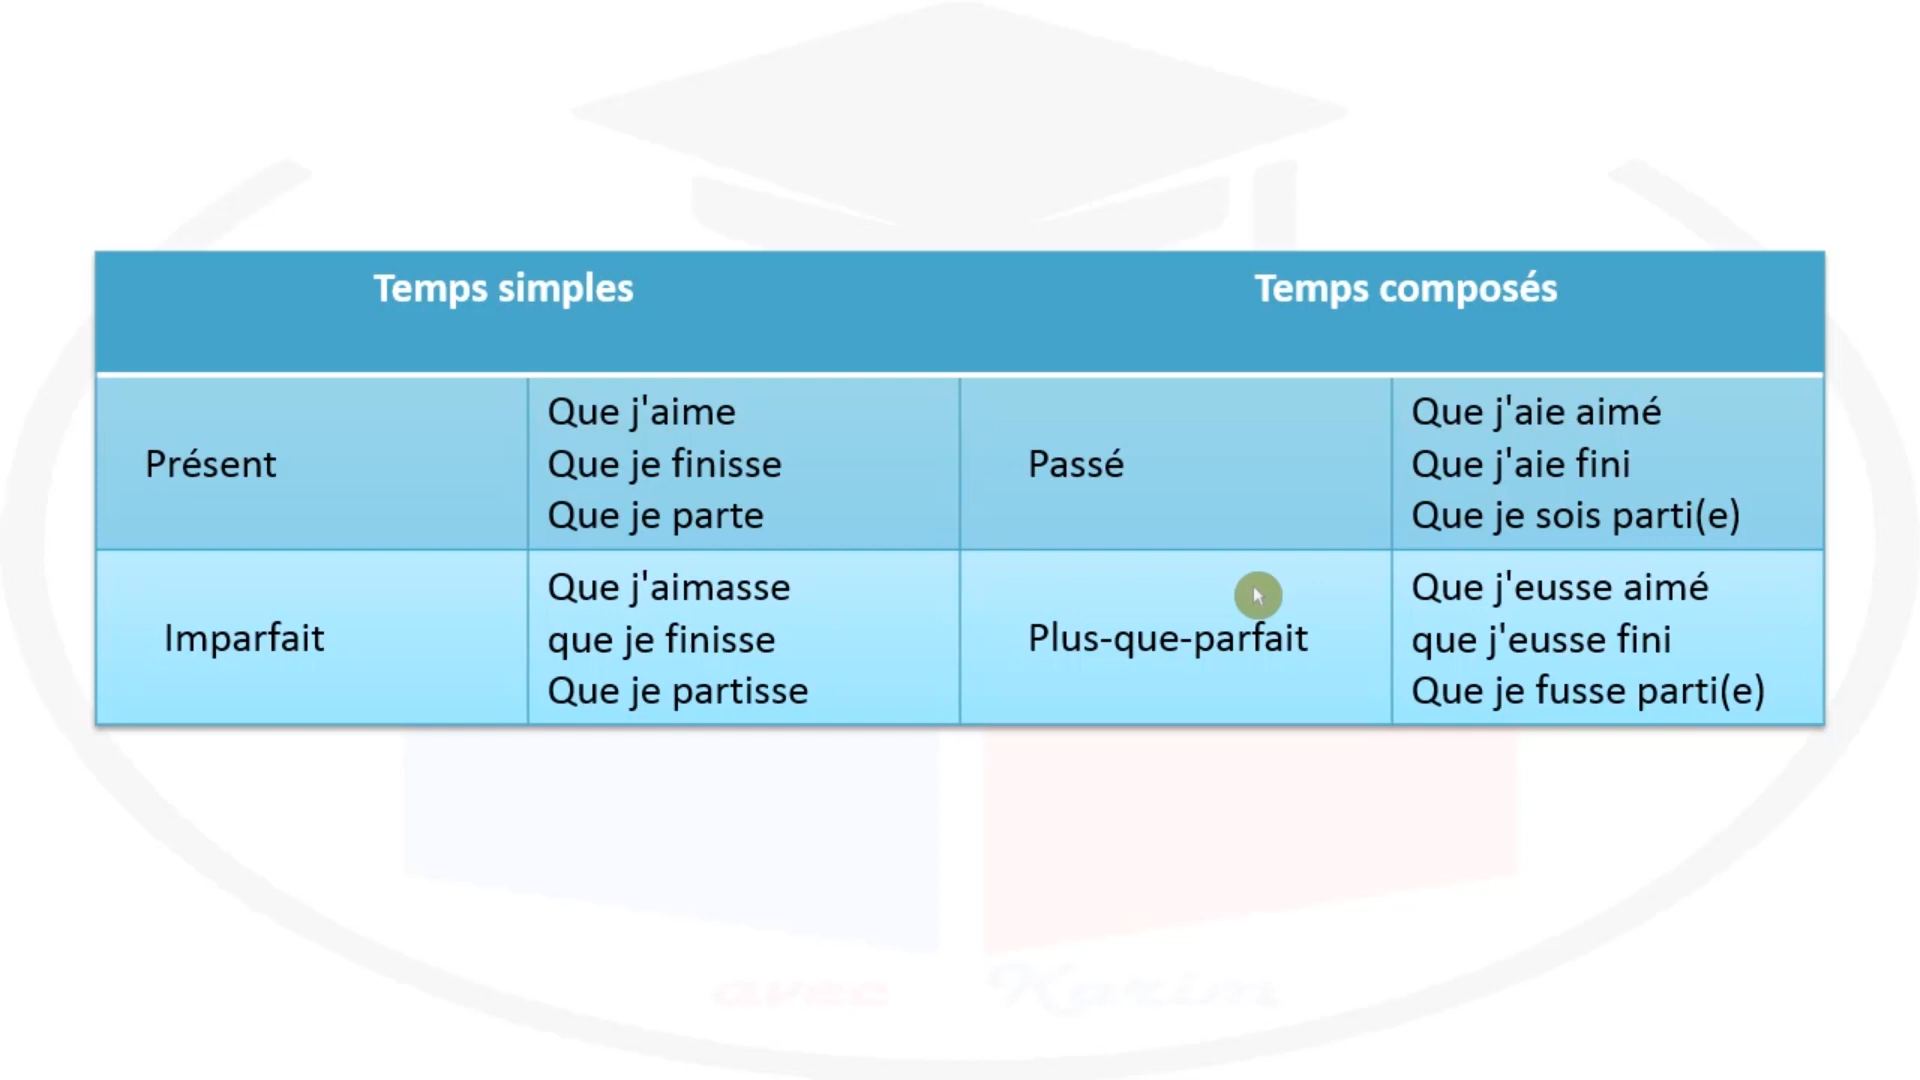 Temps simples
Temps composés
Présent
Que j'aime
Que je finisse
Que je parte
Passé
Que j'aie aimé
Que j'aie fini
Que je sois parti(e)
Imparfait
Que j'aimasse
que je finisse
Que je partisse
Plus-que-parfait
Que j'eusse aimé
que j'eusse fini
Que je fusse parti(e)
avec Karim